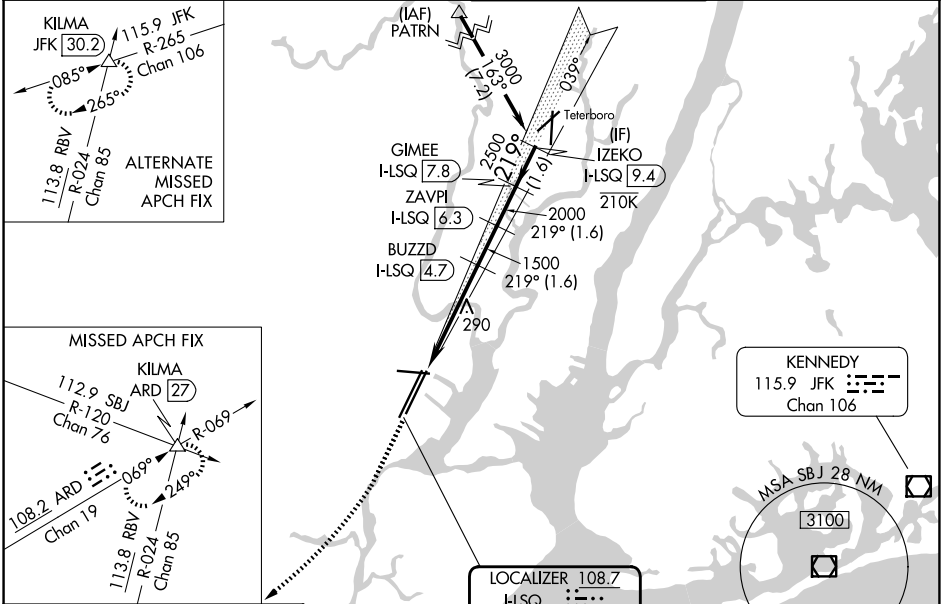 KILMA
JFK 30.2
115.9 JFK
R-265
Chan 106
085°
265°
113.8 RBV
R-024
Chan 85
ALTERNATE
MISSED
APCH FIX
(IAF)
PATRN
3000
163°
(7.2)
039°
Teterboro
(IF)
IZEKO
I-LSQ 9.4
210K
2500
219°
(1.6)
GIMEE
I-LSQ 7.8
ZAVPI
I-LSQ 6.3
2000
219° (1.6)
BUZZD
I-LSQ 4.7
1500
219° (1.6)
290
MISSED APCH FIX
KILMA
ARD 27
112.9 SBJ
R-120
Chan 76
R-069
069°
249°
108.2 ARD
Chan 19
113.8 RBV
R-024
Chan 85
KENNEDY
115.9 JFK
Chan 106
MSA SBJ 28 NM
3100
LOCALIZER 108.7
I-LSQ